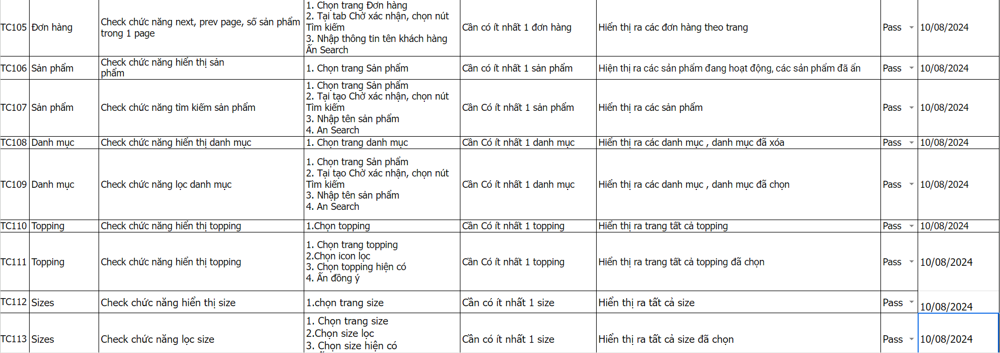 TC105 Đơn hàng Check chức năng next, prev page, số sản phẩm
trong 1 page
1. Chọn trang Đơn hàng
2. Tại tab Chờ xác nhận, chọn nút
Tìm kiếm
3. Nhập thông tin tên khách hàng
Ấn Search
Cần có ít nhất 1 đơn hàng
Hiển thị ra các đơn hàng theo trang
Pass
10/08/2024
TC106 Sản phẩm
Check chức năng hiển thị sản
phẩm
1. Chọn trang Sản phẩm
Cần có ít nhất 1 sản phẩm
Hiện thị ra các sản phẩm đang hoạt động, các sản phẩm đã ẩn
Pass
10/08/2024
TC107 Sản phẩm
Check chức năng tìm kiếm sản phẩm
1. Chọn trang Sản phẩm
2. Tại tạo Chờ xác nhận, chọn nút
Tìm kiếm
3. Nhập tên sản phẩm
4. An Search
Cần Có ít nhất 1 sản phẩm
Hiển thị ra các sản phẩm
Pass
10/08/2024
TC108 Danh mục
Check chức năng hiển thị danh mục
1. Chọn trang danh mục
Cần Có ít nhất 1 danh mục
Hiển thị ra các danh mục , danh mục đã xóa
Pass
10/08/2024
TC109 Danh mục
Check chức năng lọc danh mục
1. Chọn trang Sản phẩm
2. Tại tạo Chờ xác nhận, chọn nút
Tìm kiếm
3. Nhập tên sản phẩm
4. An Search
Cần Có ít nhất 1 danh mục
Hiển thị ra các danh mục , danh mục đã chọn
Pass
10/08/2024
TC110 Topping
Check chức năng hiển thị topping
1.Chọn topping
Cần Có ít nhất 1 topping
Hiển thị ra trang tất cả topping
Pass
10/08/2024
TC111 Topping
Check chức năng hiển thị topping
1. Chọn trang topping
2.Chọn icon lọc
3. Chọn topping hiện có
4. Ấn đồng ý
Cần Có ít nhất 1 topping
Hiển thị ra trang tất cả topping đã chọn
Pass
10/08/2024
TC112 Sizes
Check chức năng hiển thị size
1.chọn trang size
Cần có ít nhất 1 size
Hiển thị ra tất cả size
Pass
10/08/2024
TC113 Sizes
Check chức năng lọc size
1. Chọn trang size
2.Chọn size lọc
3. Chọn size hiện có
Cần có ít nhất 1 size
Hiển thị ra tất cả size đã chọn
Pass
10/08/2024